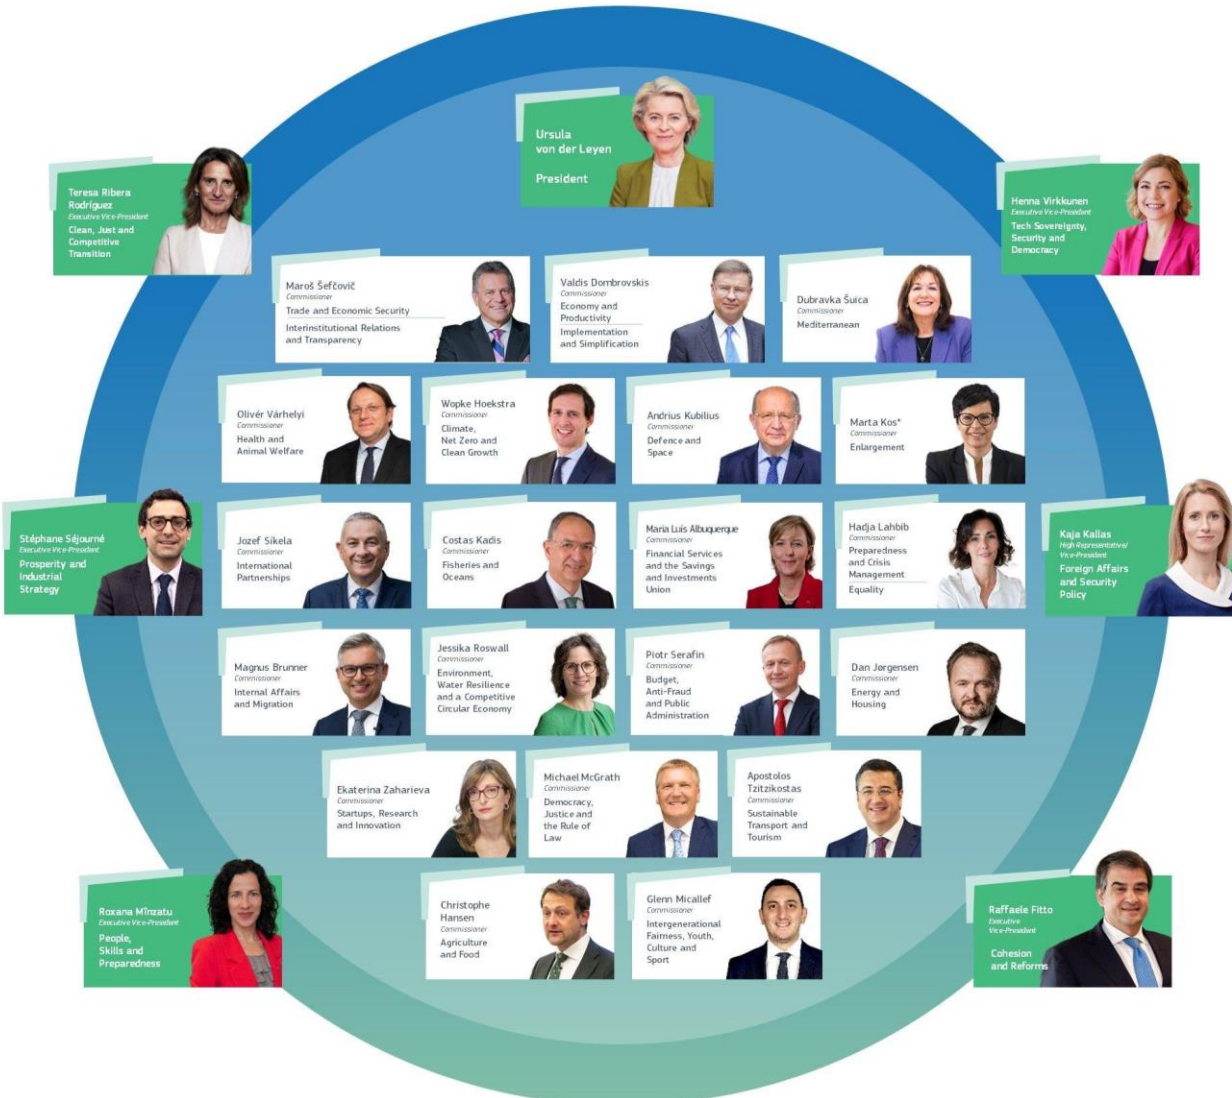 Ursula
von der Leyen
President
Teresa Ribera
Rodríguez
Executive Vice-President
Clean, Just and
Competitive
Transition
Henna Virkkunen
Executive Vice-President
Tech Sovereignty,
Security and
Democracy
Maroš Šefčovič
Commissioner
Trade and Economic Security
Interinstitutional Relations
and Transparency
Valdis Dombrovskis
Commissioner
Economy and
Productivity
Implementation
and Simplification
Dubravka Šuica
Commissioner
Mediterranean
Olivér Várhelyi
Commissioner
Health and
Animal Welfare
Wopke Hoekstra
Commissioner
Climate,
Net Zero and
Clean Growth
Andrius Kubilius
Commissioner
Defence and
Space
Marta Kos*
Commissioner
Enlargement
Stéphane Séjourné
Executive Vice-President
Prosperity and
Industrial
Strategy
Jozef Síkela
Commissioner
International
Partnerships
Costas Kadis
Commissioner
Fisheries and
Oceans
Maria Luís Albuquerque
Commissioner
Financial Services
and the Savings
and Investments
Union
Hadja Lahbib
Commissioner
Preparedness
and Crisis
Management
Equality
Kaja Kallas
High Representative/
Vice-President
Foreign Affairs
and Security
Policy
Magnus Brunner
Commissioner
Internal Affairs
and Migration
Jessika Roswall
Commissioner
Environment,
Water Resilience
and a Competitive
Circular Economy
Piotr Serafin
Commissioner
Budget,
Anti-Fraud
and Public
Administration
Dan Jørgensen
Commissioner
Energy and
Housing
Ekaterina Zaharieva
Commissioner
Startups, Research
and Innovation
Michael McGrath
Commissioner
Democracy,
Justice and
the Rule of
Law
Apostolos
Tzitzikostas
Commissioner
Sustainable
Transport and
Tourism
Roxana Mînzatu
Executive Vice-President
People,
Skills and
Preparedness
Christophe
Hansen
Commissioner
Agriculture
and Food
Glenn Micallef
Commissioner
Intergenerational
Fairness, Youth,
Culture and
Sport
Raffaele Fitto
Executive
Vice-President
Cohesion
and Reforms